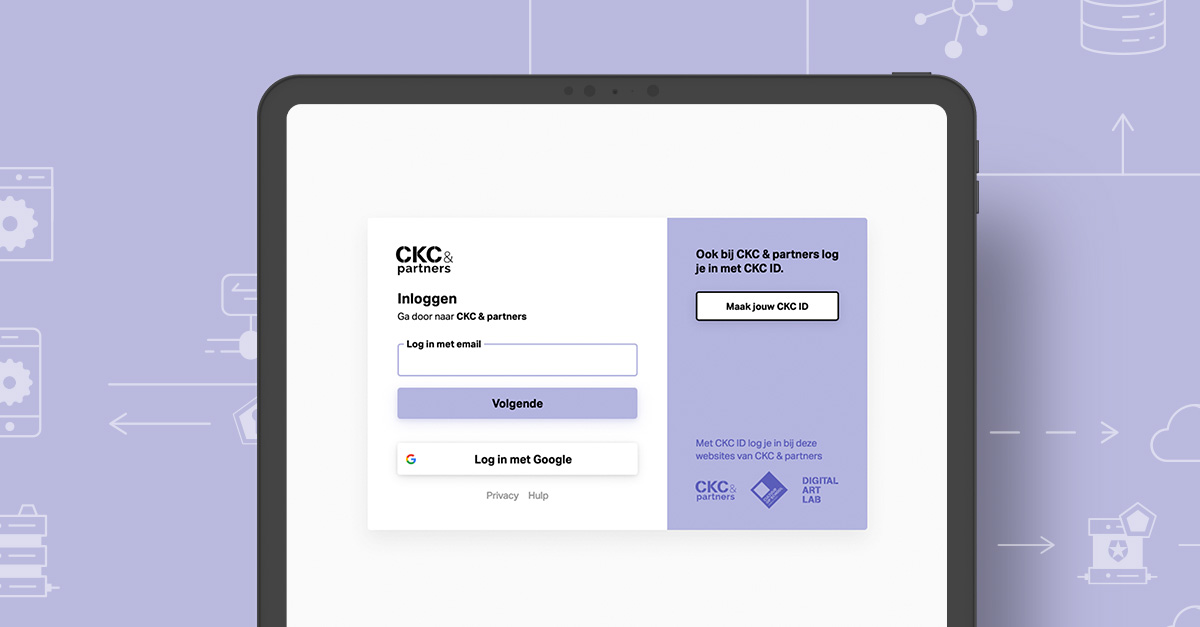 CKC&
partners
Inloggen
Ga door naar CKC & partners
Log in met email
Volgende
Log in met Google
Privacy Hulp
Ook bij CKC & partners log
je in met CKC ID.
Maak jouw CKC ID
Met CKC ID log je in bij deze
websites van CKC & partners
CKC&
partners
DIGITAL
ART
LAB